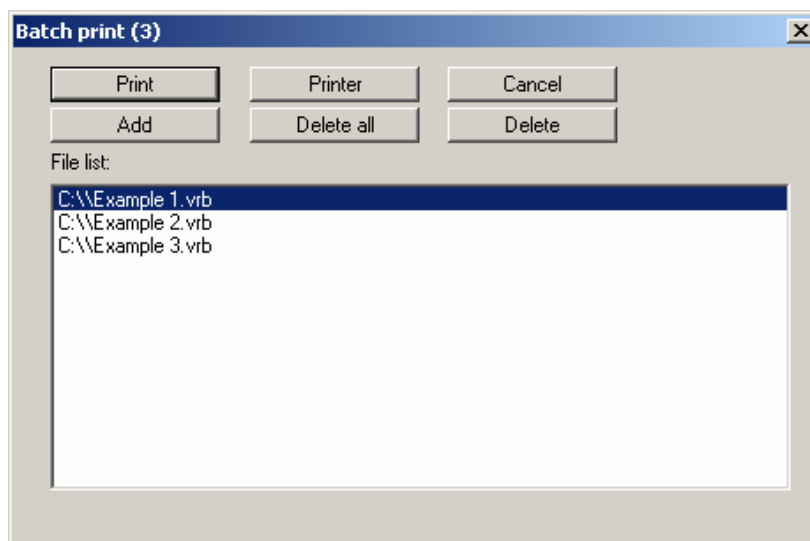 Batch print (3)
Print Printer Cancel
Add Delete all Delete
File list:
C:\\Example 1.vrb
C:\\Example 2.vrb
C:\\Example 3.vrb